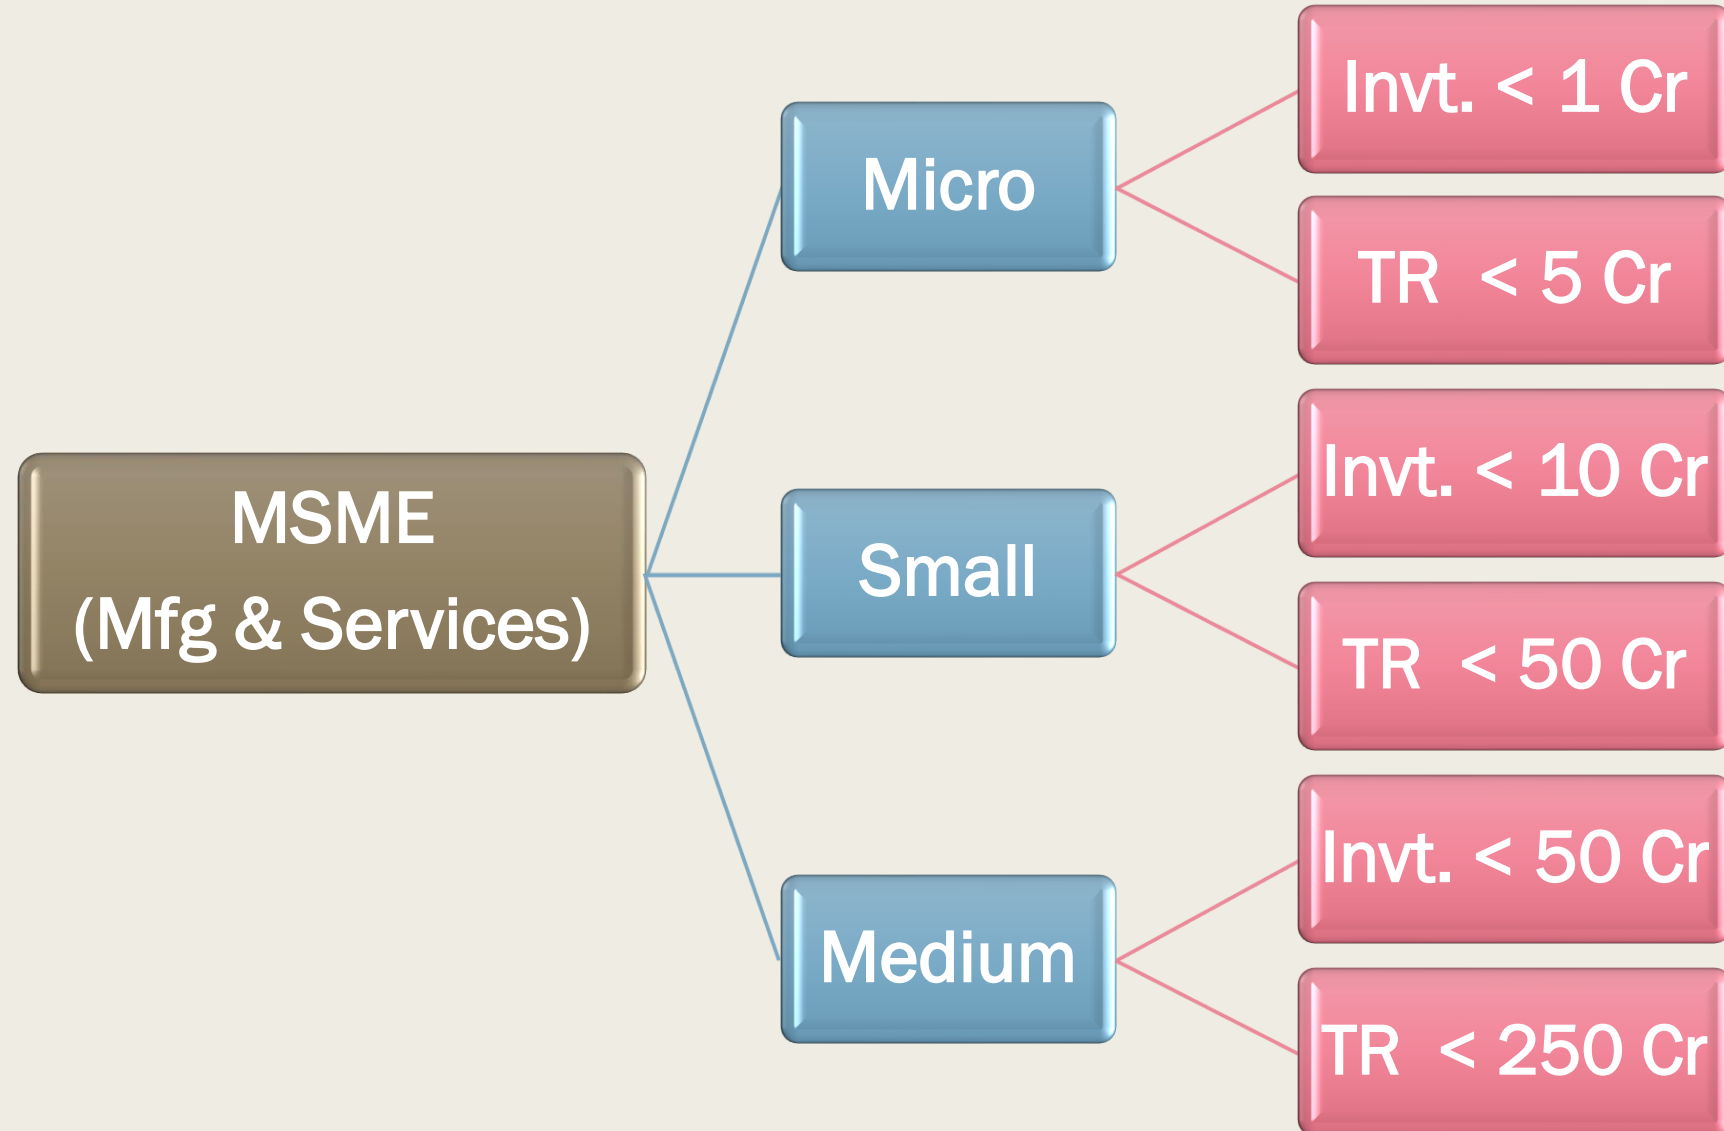 MSME
(Mfg & Services)
Micro
Invt. < 1 Cr
TR < 5 Cr
Small
Invt. < 10 Cr
TR < 50 Cr
Medium
Invt. < 50 Cr
TR < 250 Cr